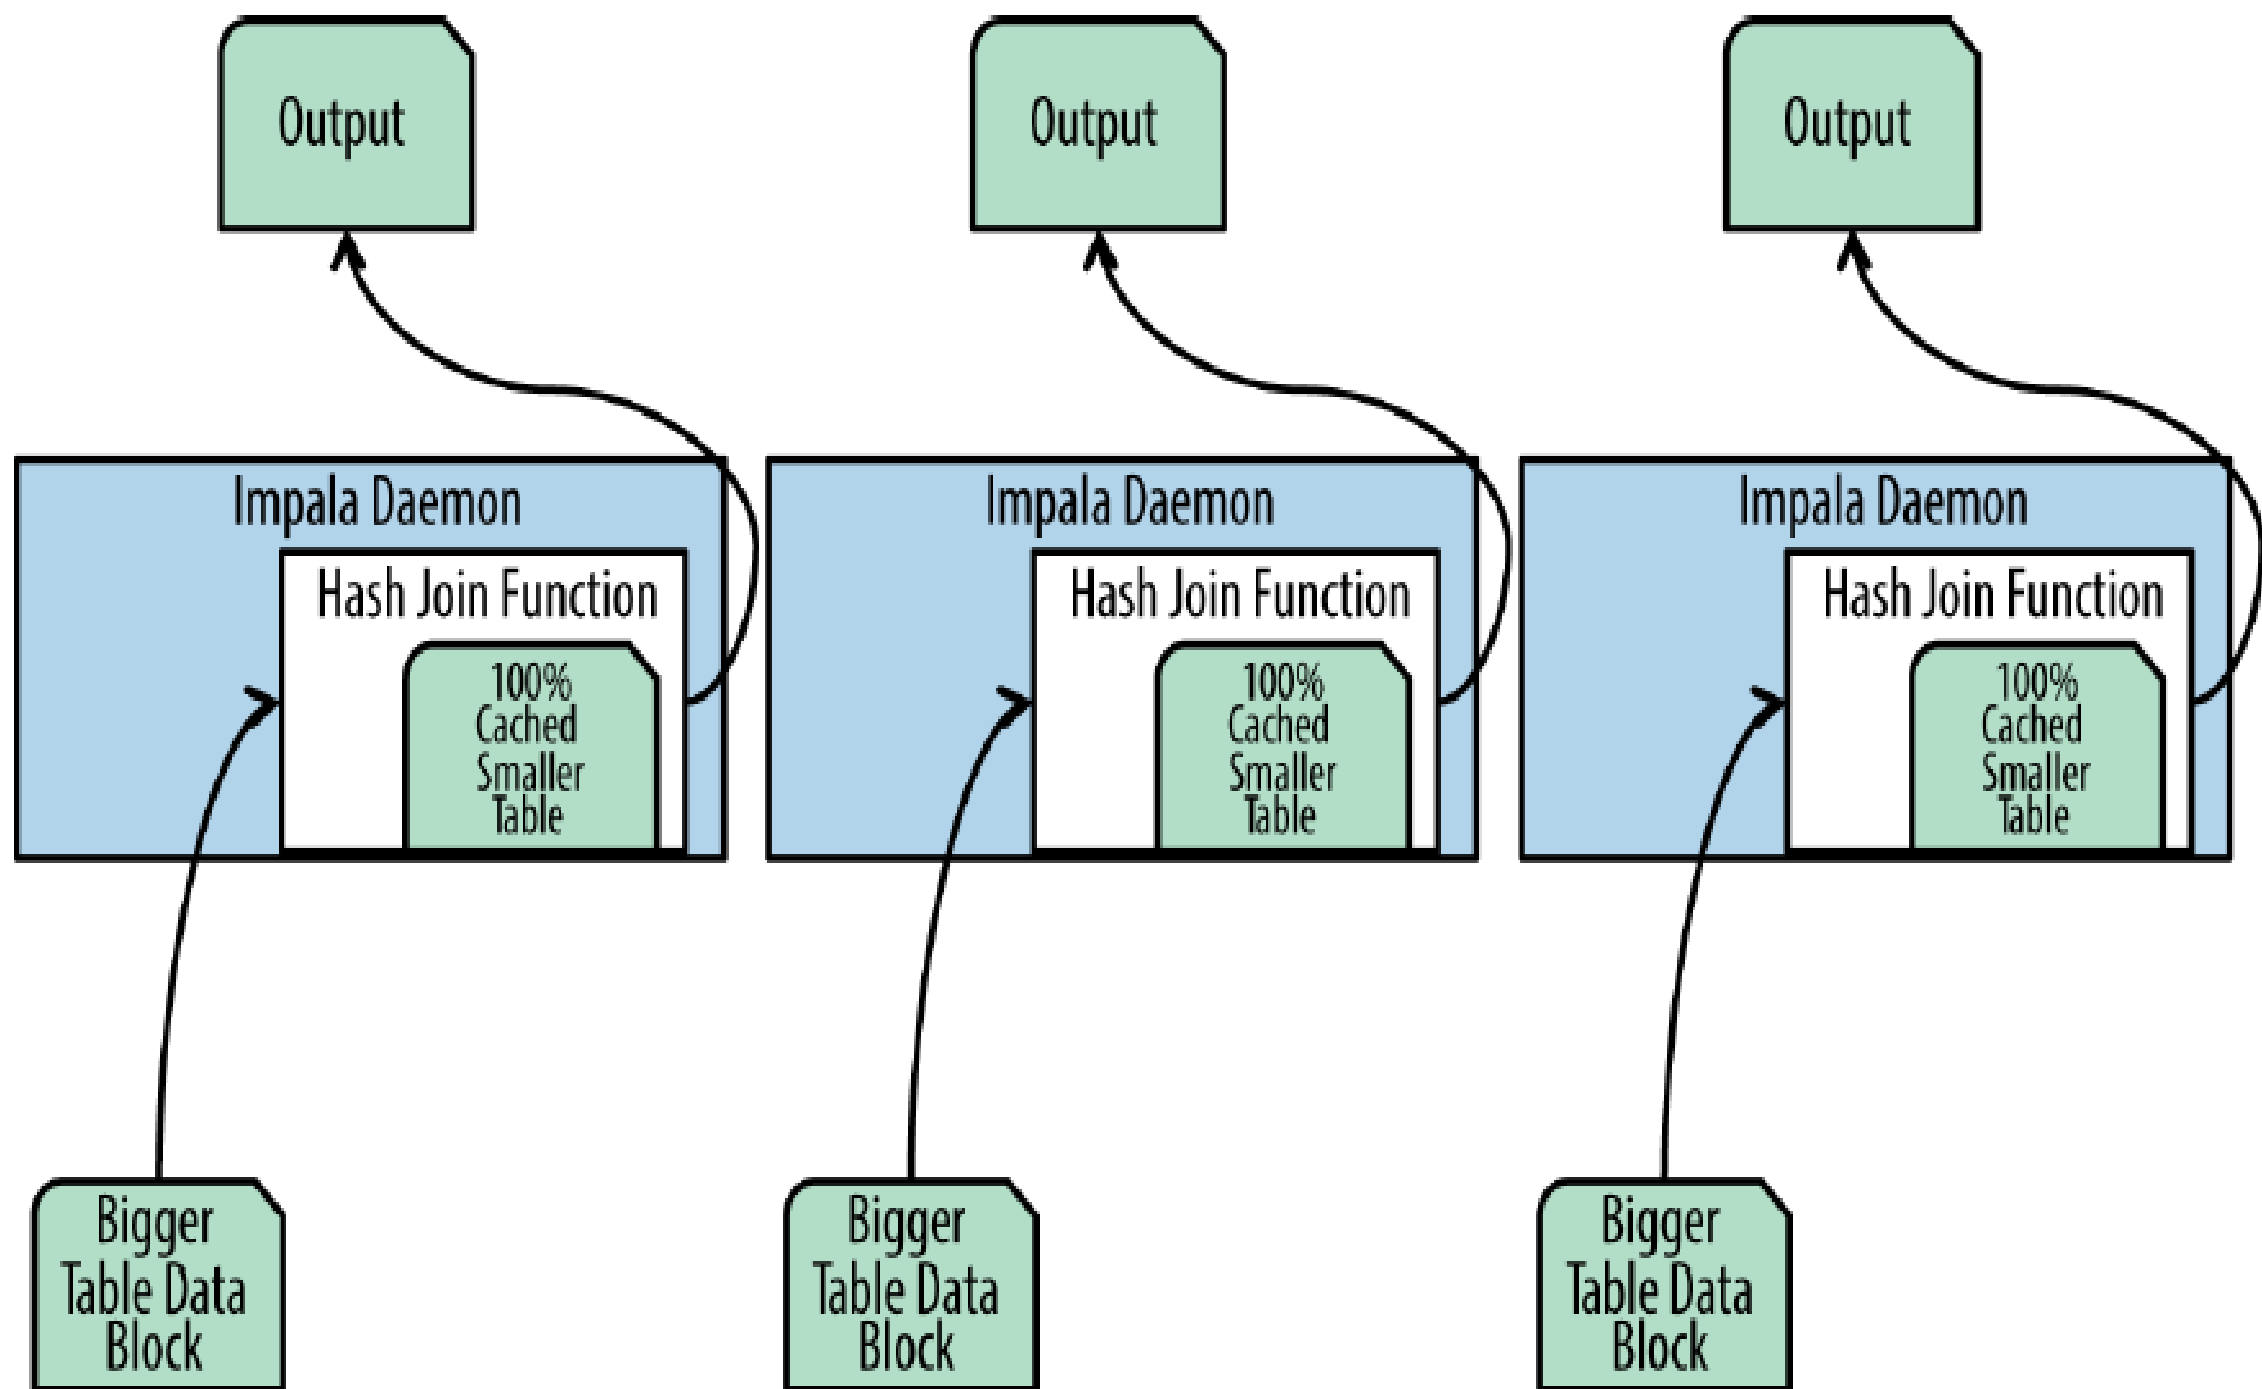 Output
Output
Output
Impala Daemon
Impala Daemon
Impala Daemon
Hash Join Function
Hash Join Function
Hash Join Function
100%
Cached
Smaller
Table
100%
Cached
Smaller
Table
100%
Cached
Smaller
Table
Bigger
Table Data
Block
Bigger
Table Data
Block
Bigger
Table Data
Block